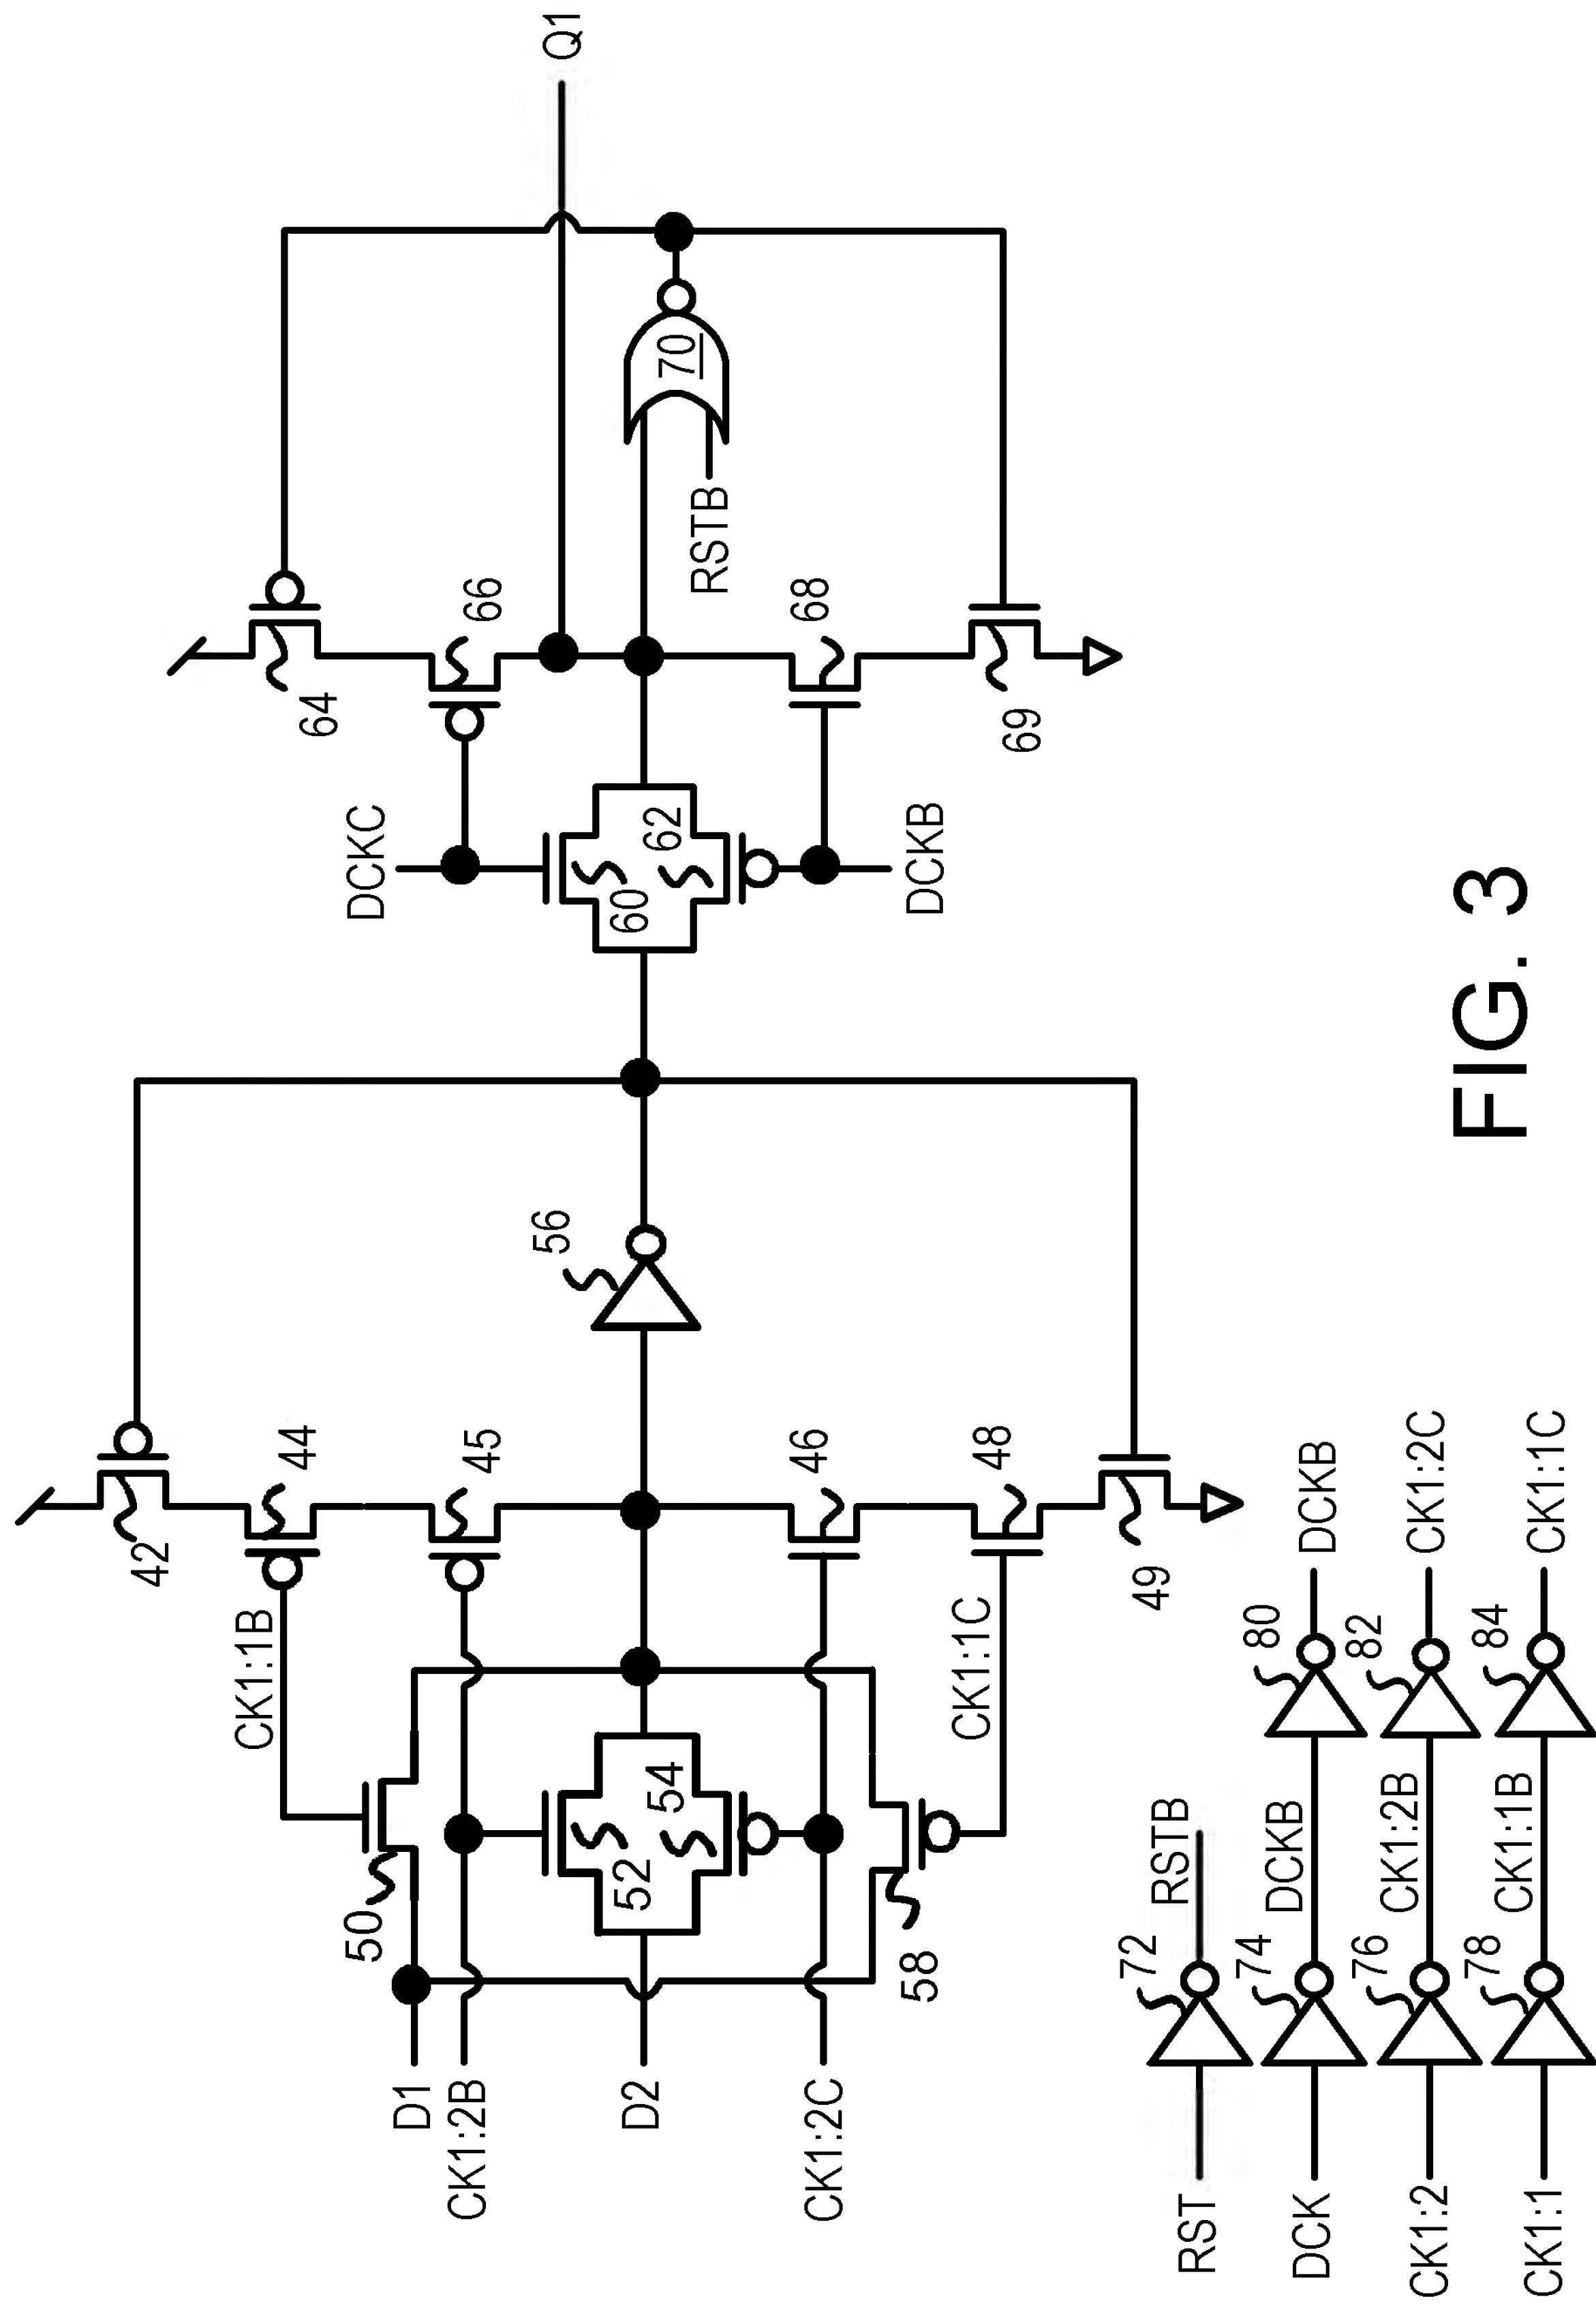 Q1
70
RSTB
64
66
68
69
DCKC
60
62
DCKB
56
42
44
45
46
48
49
CK1:1B
CK1:1C
50
52
54
58
D1
CK1:2B
D2
CK1:2C
RST
72
RSTB
DCK
74
DCKB
80
DCKB
CK1:2
76
CK1:2B
82
CK1:2C
CK1:1
78
CK1:1B
84
CK1:1C
FIG. 3